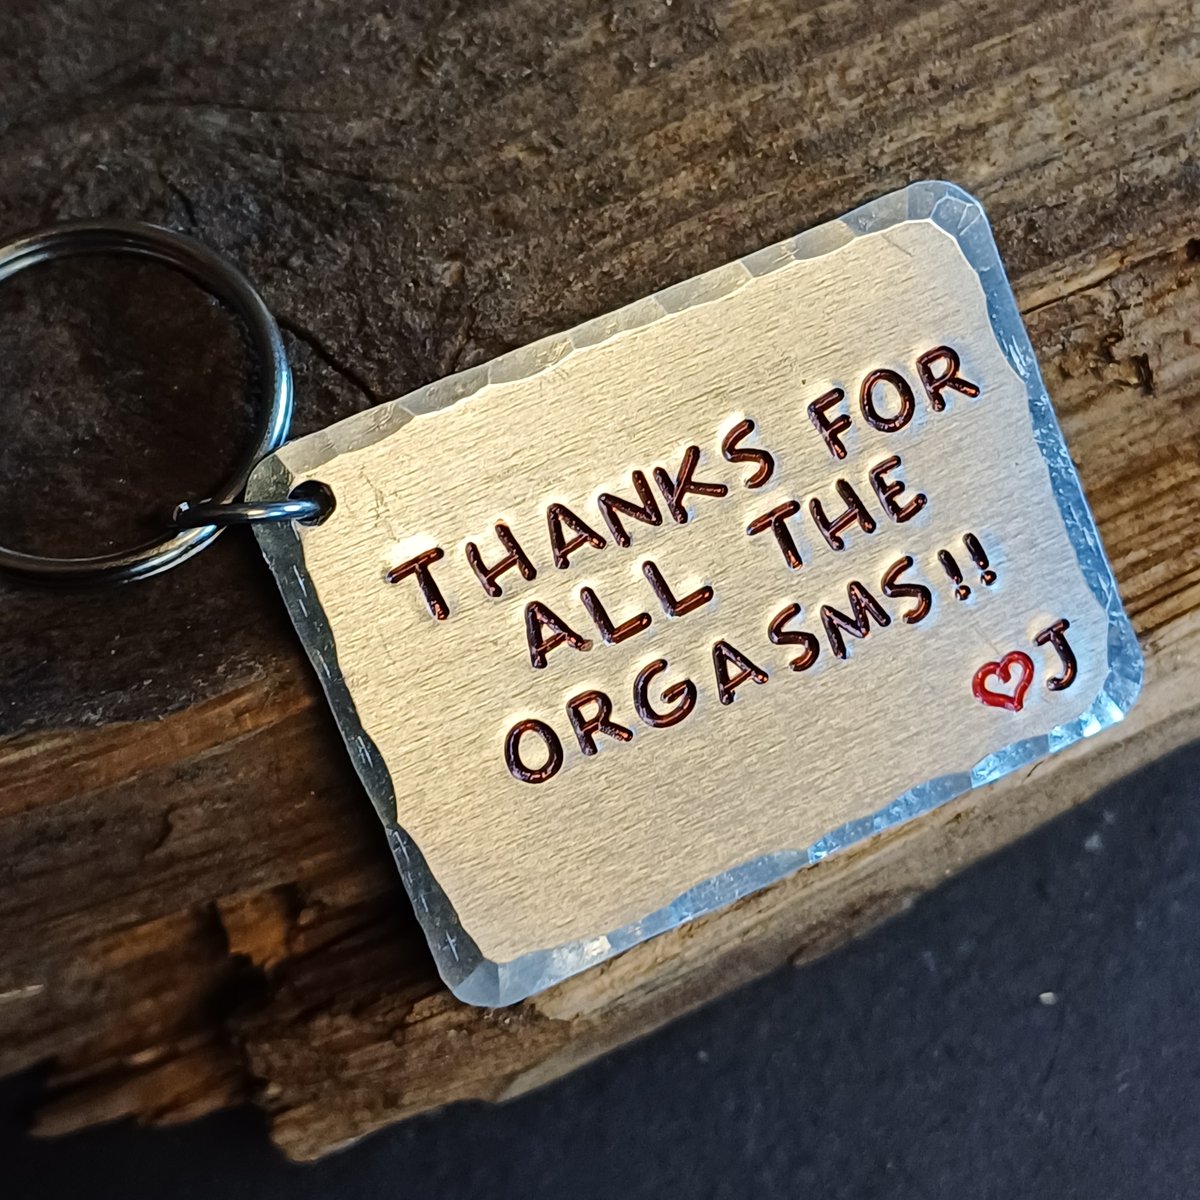 THANKS FOR
ALL THE
ORGASMS!!
♥J